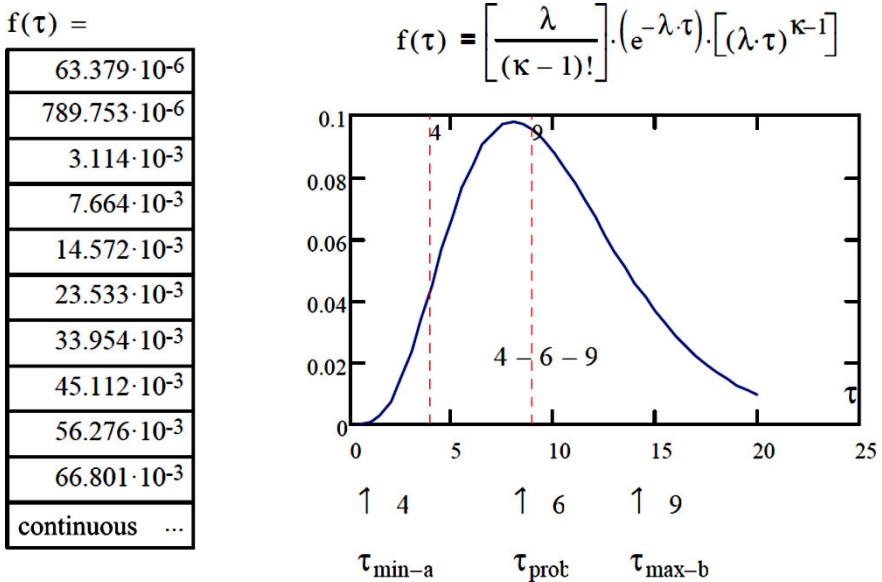 f(τ) =
63.379·10-6
789.753·10-6
3.114·10-3
7.664·10-3
14.572·10-3
23.533·10-3
33.954·10-3
45.112·10-3
56.276·10-3
66.801·10-3
continuous ...
f(τ) = [λ/(κ − 1)!]·(e^−λ·τ)·[(λ·τ)^κ−1]
0.1
0.08
0.06
0.04
0.02
0
4
9
4 − 6 − 9
τ
0 5 10 15 20 25
↑ 4 ↑ 6 ↑ 9
τmin−a τprob τmax−b